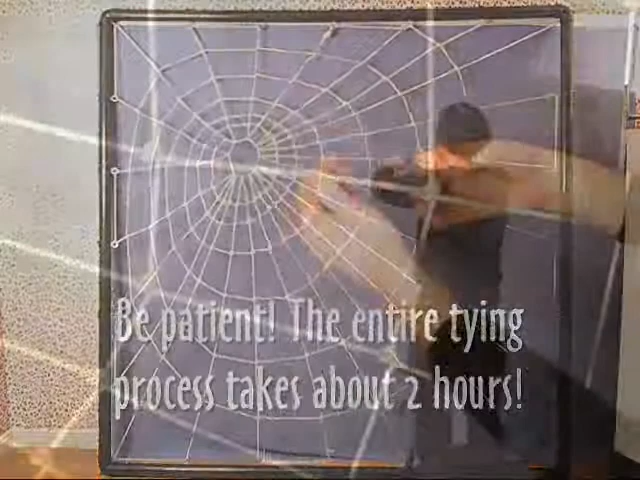 Be patient! The entire tying
process takes about 2 hours!